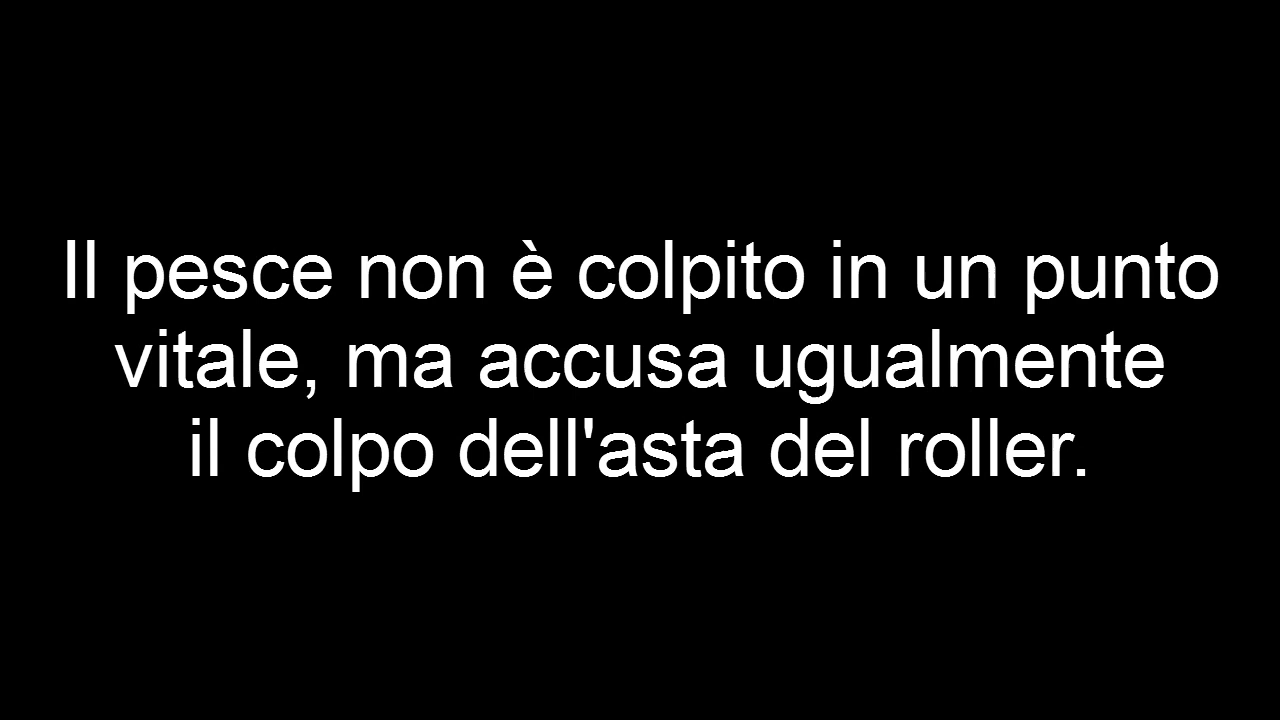 Il pesce non è colpito in un punto
vitale, ma accusa ugualmente
il colpo dell'asta del roller.